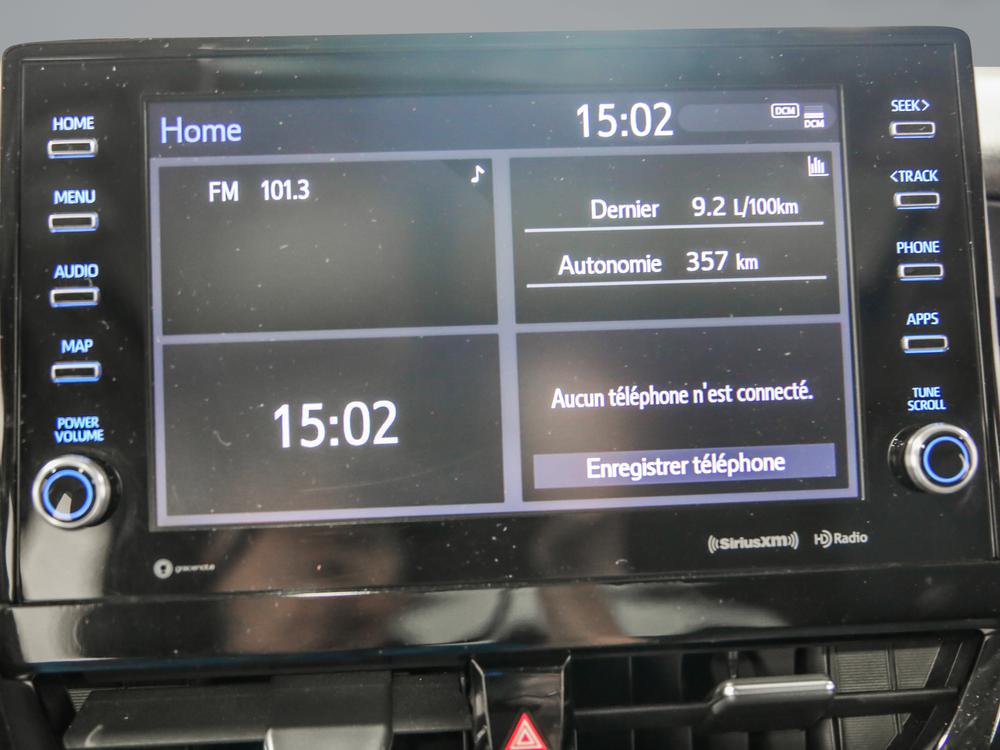 HOME
MENU
AUDIO
MAP
POWER
VOLUME
Home
15:02
DCM
DCM
FM 101.3
Dernier 9.2 L/100km
Autonomie 357 km
15:02
Aucun téléphone n'est connecté.
Enregistrer téléphone
SEEK>
<TRACK
PHONE
APPS
TUNE
SCROLL
((SiriusXM))
HD Radio
gracenote